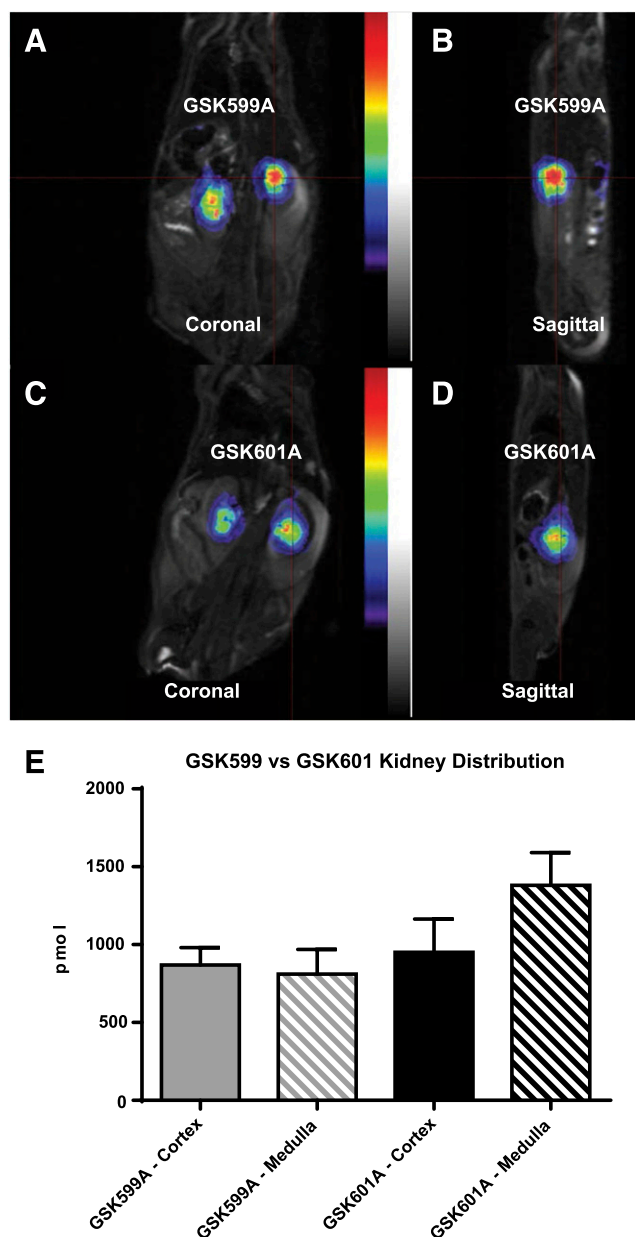 A
B
GSK599A
GSK599A
Coronal
Sagittal
C
D
GSK601A
GSK601A
Coronal
Sagittal
E
GSK599 vs GSK601 Kidney Distribution
2000
1500
1000
500
0
pmol
GSK599A - Cortex
GSK599A - Medulla
GSK601A - Cortex
GSK601A - Medulla